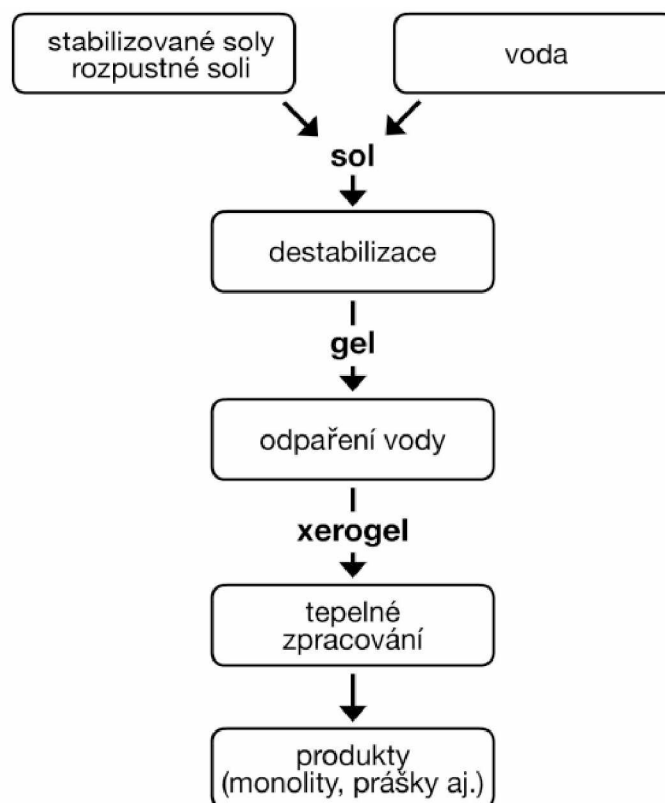 stabilizované soly
rozpustné soli
voda
sol
destabilizace
gel
odpaření vody
xerogel
tepelné
zpracování
produkty
(monolity, prášky aj.)